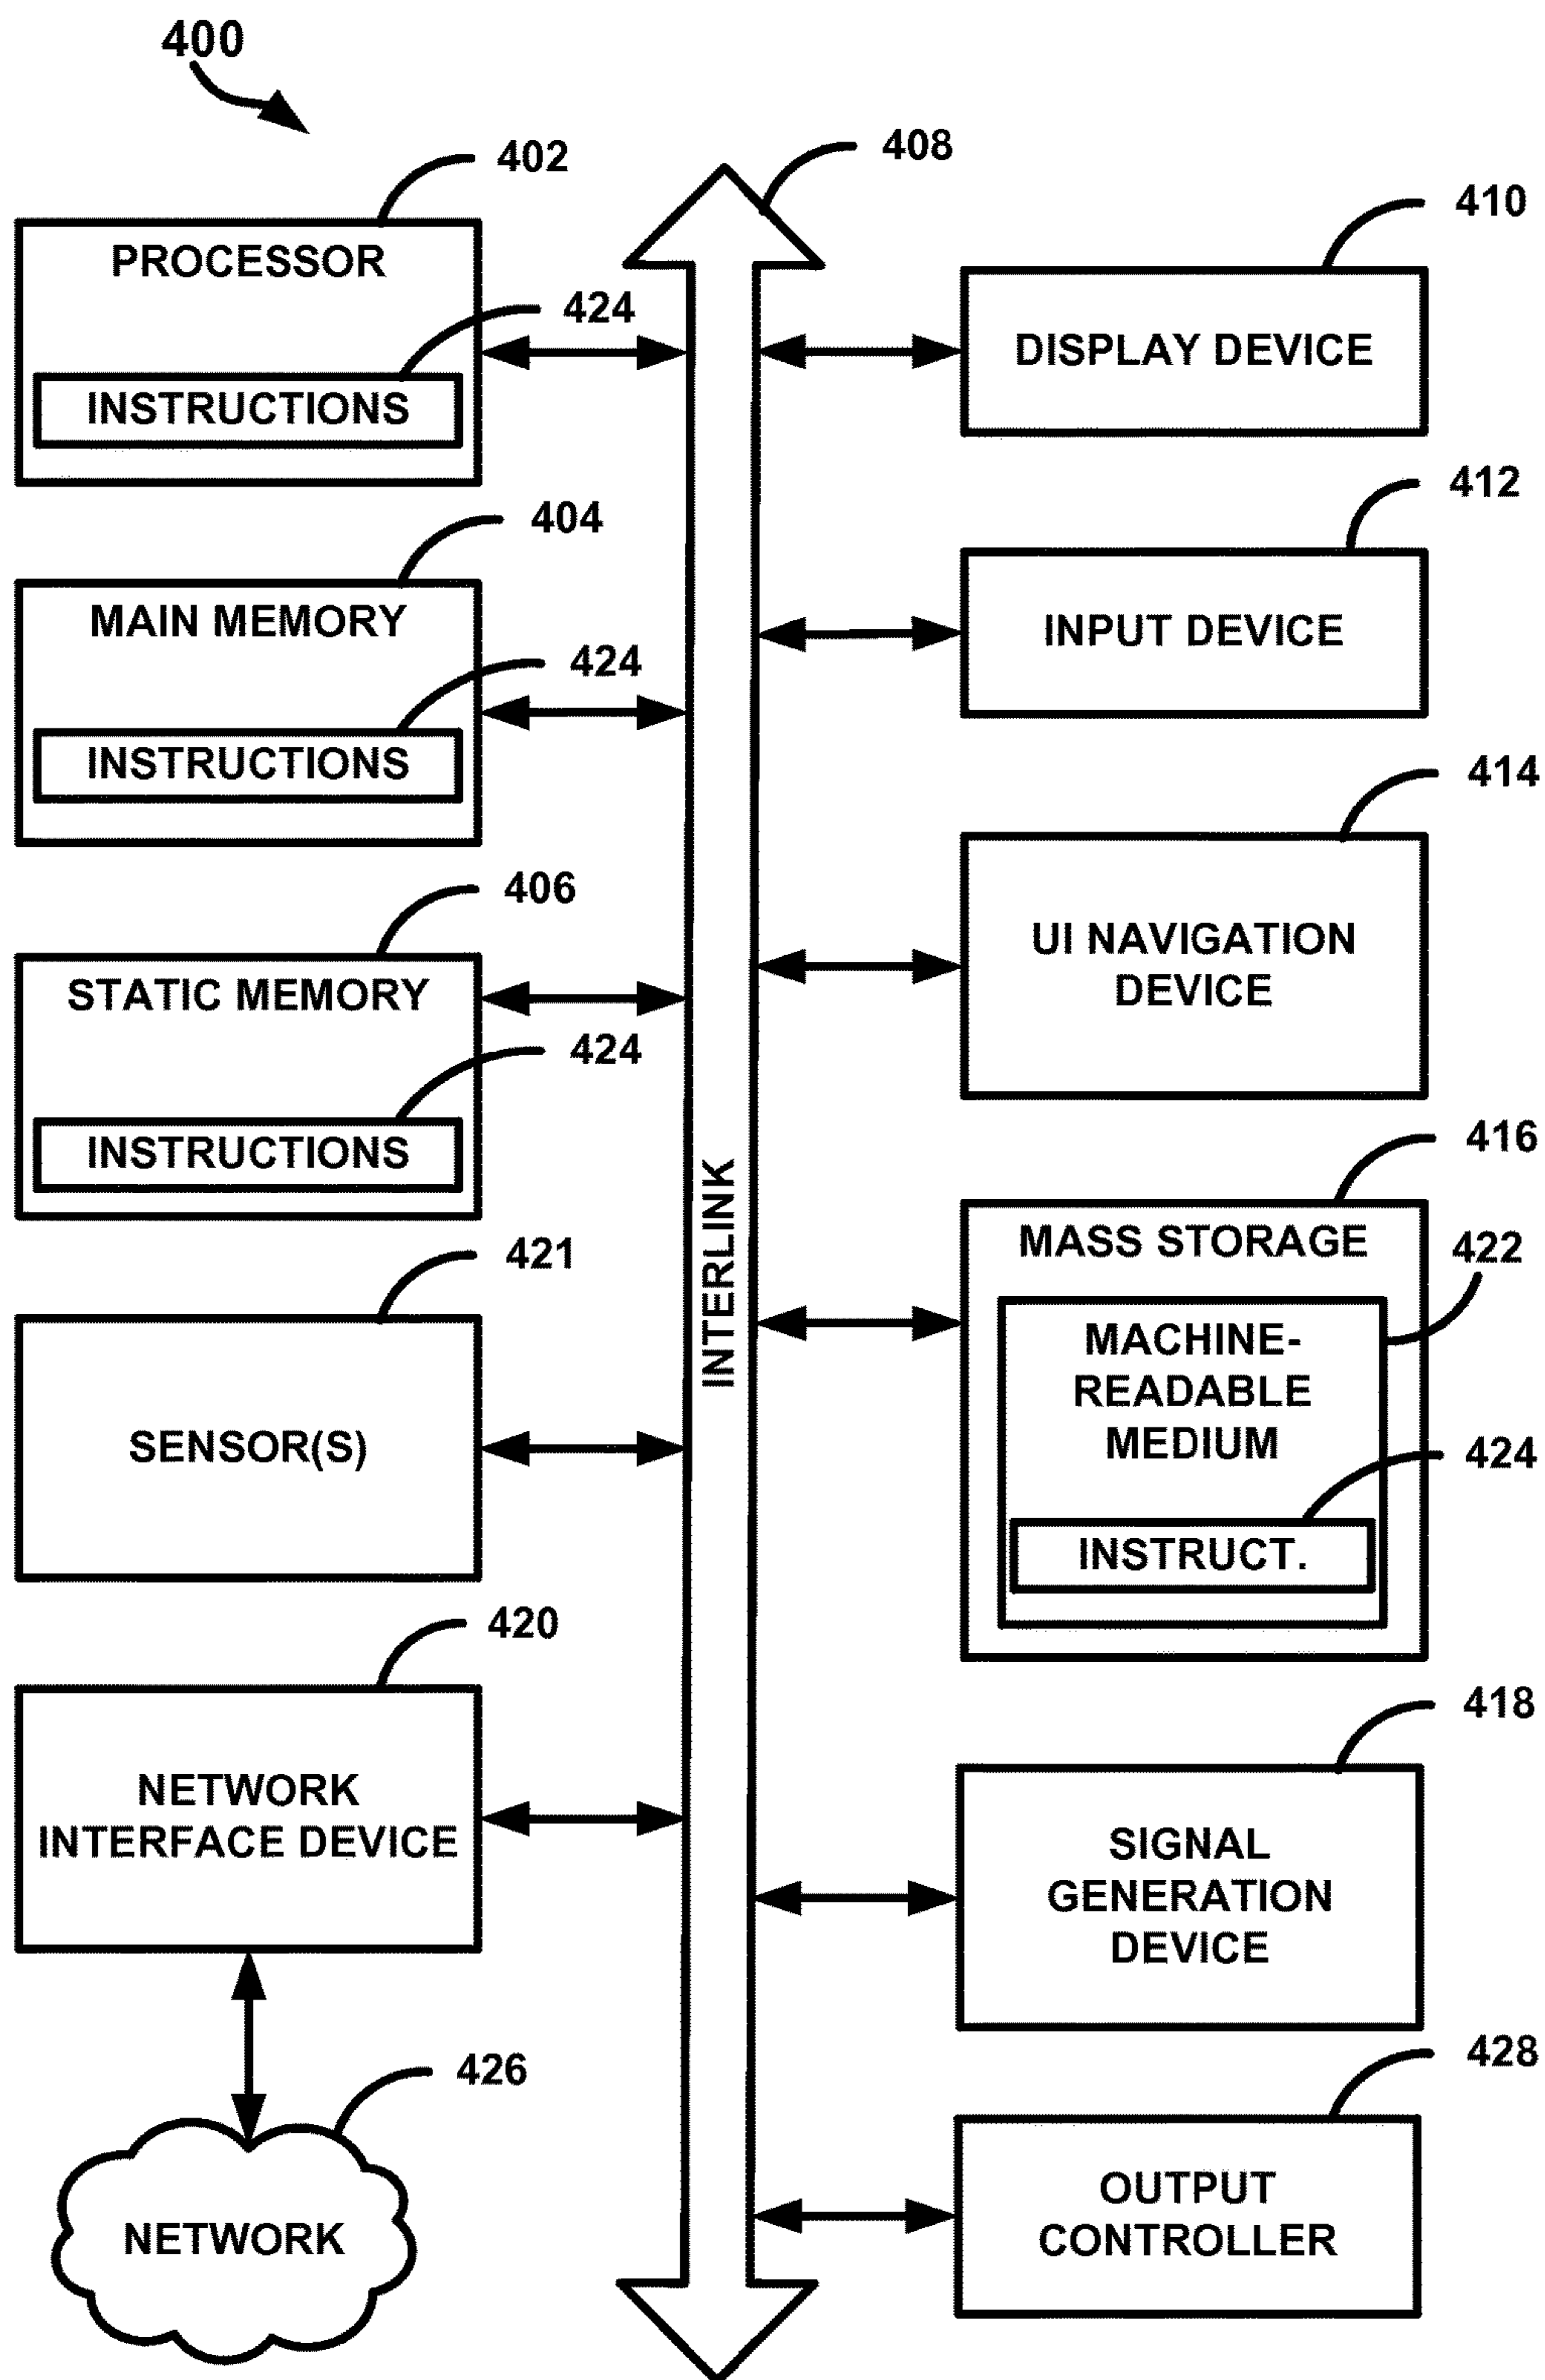 400
402
PROCESSOR
424
INSTRUCTIONS
404
MAIN MEMORY
424
INSTRUCTIONS
406
STATIC MEMORY
424
INSTRUCTIONS
421
SENSOR(S)
420
NETWORK
INTERFACE DEVICE
426
NETWORK
408
INTERLINK
410
DISPLAY DEVICE
412
INPUT DEVICE
414
UI NAVIGATION
DEVICE
416
MASS STORAGE
422
MACHINE-
READABLE
MEDIUM
424
INSTRUCT.
418
SIGNAL
GENERATION
DEVICE
428
OUTPUT
CONTROLLER